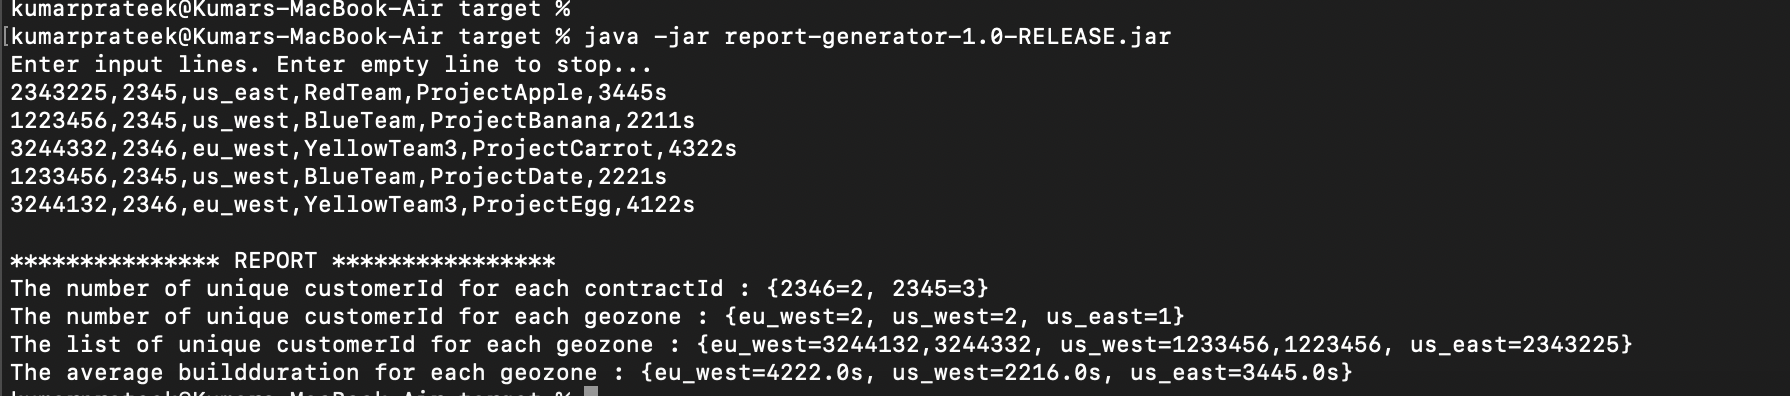 kumarprateek@Kumars-MacBook-Air target %
[kumarprateek@Kumars-MacBook-Air target % java -jar report-generator-1.0-RELEASE.jar
Enter input lines. Enter empty line to stop...
2343225,2345,us_east,RedTeam,ProjectApple,3445s
1223456,2345,us_west,BlueTeam,ProjectBanana,2211s
3244332,2346,eu_west,YellowTeam3,ProjectCarrot,4322s
1233456,2345,us_west,BlueTeam,ProjectDate,2221s
3244132,2346,eu_west,YellowTeam3,ProjectEgg,4122s
*************** REPORT ****************
The number of unique customerId for each contractId : {2346=2, 2345=3}
The number of unique customerId for each geozone : {eu_west=2, us_west=2, us_east=1}
The list of unique customerId for each geozone : {eu_west=3244132,3244332, us_west=1233456,1223456, us_east=2343225}
The average buildduration for each geozone : {eu_west=4222.0s, us_west=2216.0s, us_east=3445.0s}
kumarprateek@Kumars-MacBook-Air target %